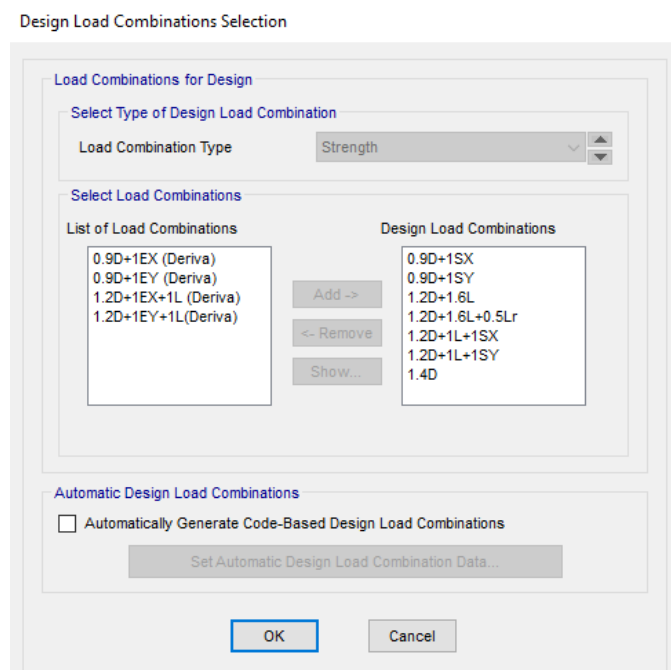 Design Load Combinations Selection
Load Combinations for Design
Select Type of Design Load Combination
Load Combination Type
Strength
Select Load Combinations
List of Load Combinations
0.9D+1EX (Deriva)
0.9D+1EY (Deriva)
1.2D+1EX+1L (Deriva)
1.2D+1EY+1L(Deriva)
Add ->
<- Remove
Show...
Design Load Combinations
0.9D+1SX
0.9D+1SY
1.2D+1.6L
1.2D+1.6L+0.5Lr
1.2D+1L+1SX
1.2D+1L+1SY
1.4D
Automatic Design Load Combinations
Automatically Generate Code-Based Design Load Combinations
Set Automatic Design Load Combination Data...
OK
Cancel